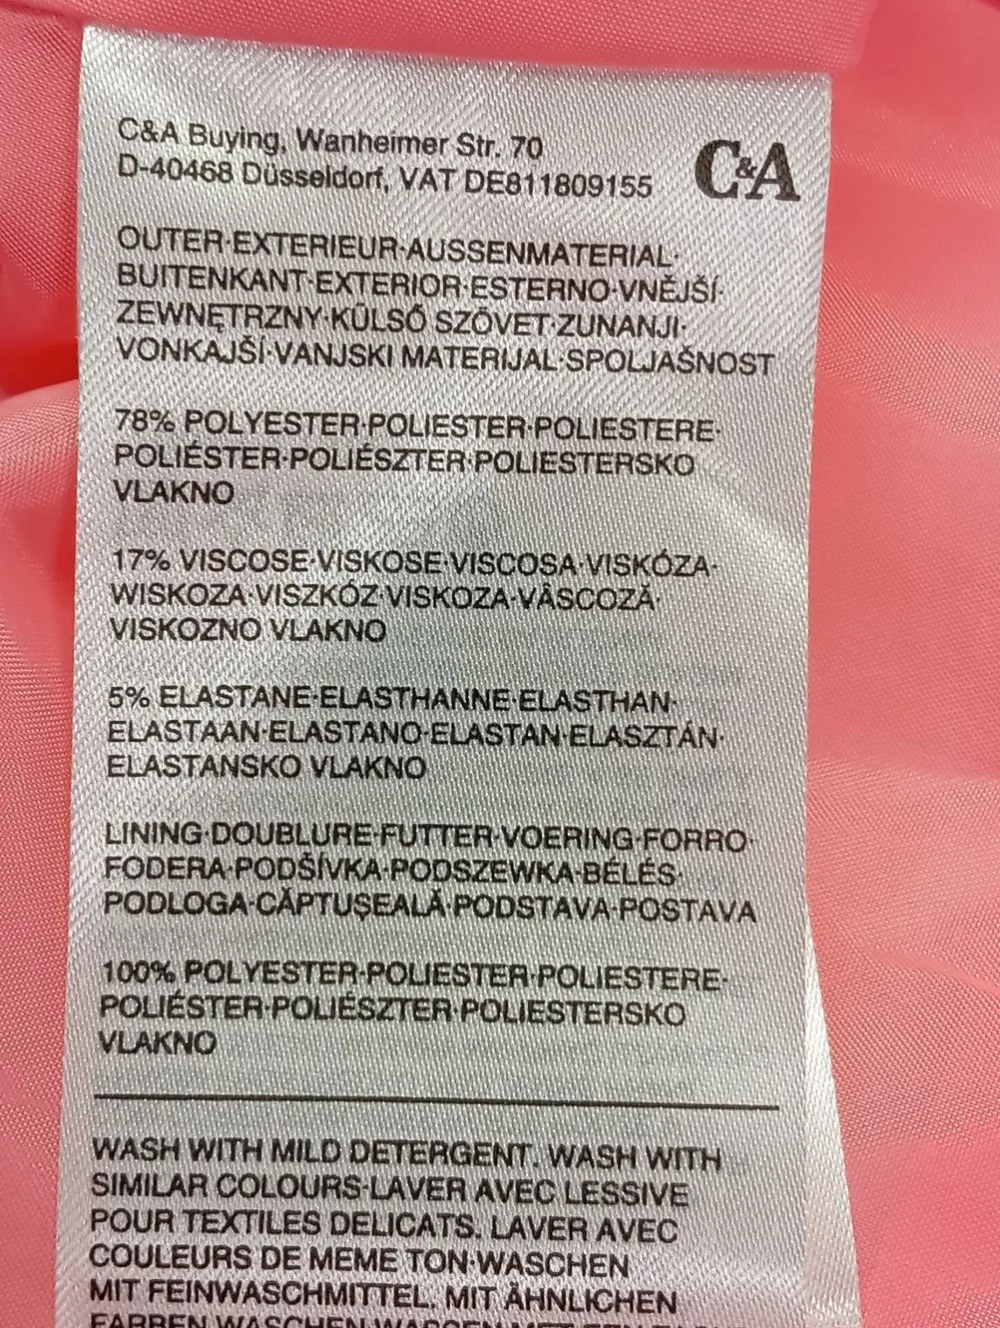 C&A Buying, Wanheimer Str. 70
D-40468 Düsseldorf, VAT DE811809155
C&A
OUTER·EXTERIEUR·AUSSENMATERIAL·
BUITENKANT·EXTERIOR·ESTERNO·VNĚJŠÍ·
ZEWNĘTRZNY·KÜLSŐ SZÖVET·ZUNANJI·
VONKAJŠÍ·VANJSKI MATERIJAL·SPOLJAŠNOST
78% POLYESTER·POLIESTER·POLIESTERE·
POLIÉSTER·POLIÉSZTER·POLIESTERSKO
VLAKNO
17% VISCOSE·VISKOSE·VISCOSA·VISKÓZA·
WISKOZA·VISZKÓZ·VISKOZA·VÂSCOZĂ·
VISKOZNO VLAKNO
5% ELASTANE·ELASTHANNE·ELASTHAN·
ELASTAAN·ELASTANO·ELASTAN·ELASZTÁN·
ELASTANSKO VLAKNO
LINING·DOUBLURE·FUTTER·VOERING·FORRO·
FODERA·PODŠÍVKA·PODSZEWKA·BÉLÉS·
PODLOGA·CĂPTUŞEALĂ·PODSTAVA·POSTAVA
100% POLYESTER·POLIESTER·POLIESTERE·
POLIÉSTER·POLIÉSZTER·POLIESTERSKO
VLAKNO
WASH WITH MILD DETERGENT. WASH WITH
SIMILAR COLOURS·LAVER AVEC LESSIVE
POUR TEXTILES DELICATS. LAVER AVEC
COULEURS DE MEME TON·WASCHEN
MIT FEINWASCHMITTEL. MIT ÄHNLICHEN
FARBEN WASCHEN·WASSEN MET EEN